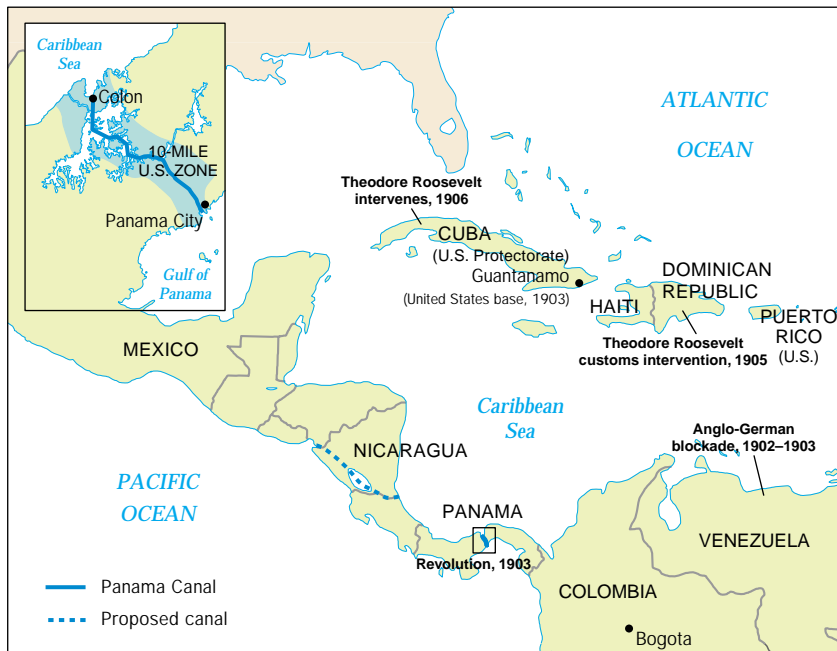 Caribbean
Sea
Colon
10-MILE
U.S. ZONE
Panama City
Gulf of
Panama
ATLANTIC
OCEAN
Theodore Roosevelt
intervenes, 1906
CUBA
(U.S. Protectorate)
Guantanamo
(United States base, 1903)
HAITI
DOMINICAN
REPUBLIC
PUERTO
RICO
(U.S.)
Theodore Roosevelt
customs intervention, 1905
MEXICO
Caribbean
Sea
Anglo-German
blockade, 1902–1903
NICARAGUA
PACIFIC
OCEAN
PANAMA
Revolution, 1903
VENEZUELA
COLOMBIA
Bogota
Panama Canal
Proposed canal